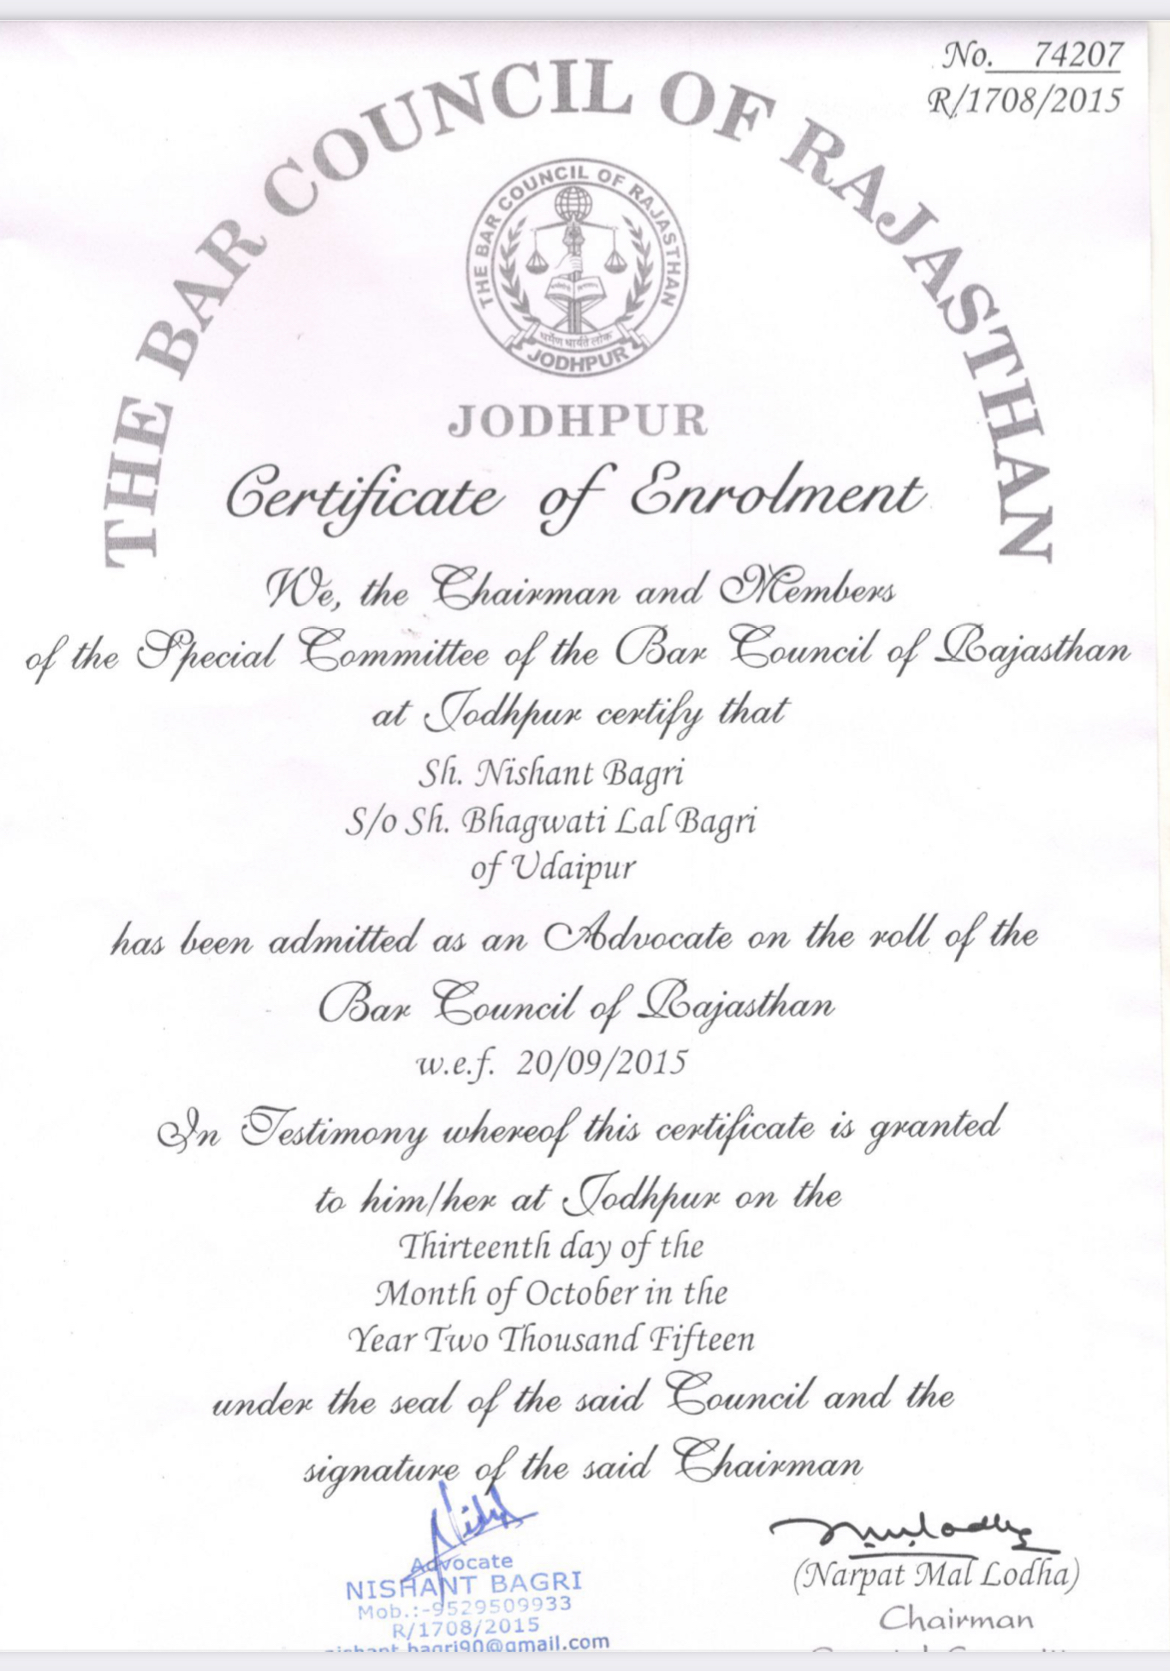 No. 74207
R/1708/2015
THE BAR COUNCIL OF RAJASTHAN
THE BAR COUNCIL OF RAJASTHAN
JODHPUR
JODHPUR
Certificate of Enrolment
We, the Chairman and Members
of the Special Committee of the Bar Council of Rajasthan
at Jodhpur certify that
Sh. Nishant Bagri
S/o Sh. Bhagwati Lal Bagri
of Udaipur
has been admitted as an Advocate on the roll of the
Bar Council of Rajasthan
w.e.f. 20/09/2015
In Testimony whereof this certificate is granted
to him/her at Jodhpur on the
Thirteenth day of the
Month of October in the
Year Two Thousand Fifteen
under the seal of the said Council and the
signature of the said Chairman
Advocate
NISHANT BAGRI
Mob.:-9529509933
R/1708/2015
nishant.bagri90@gmail.com
(Narpat Mal Lodha)
Chairman